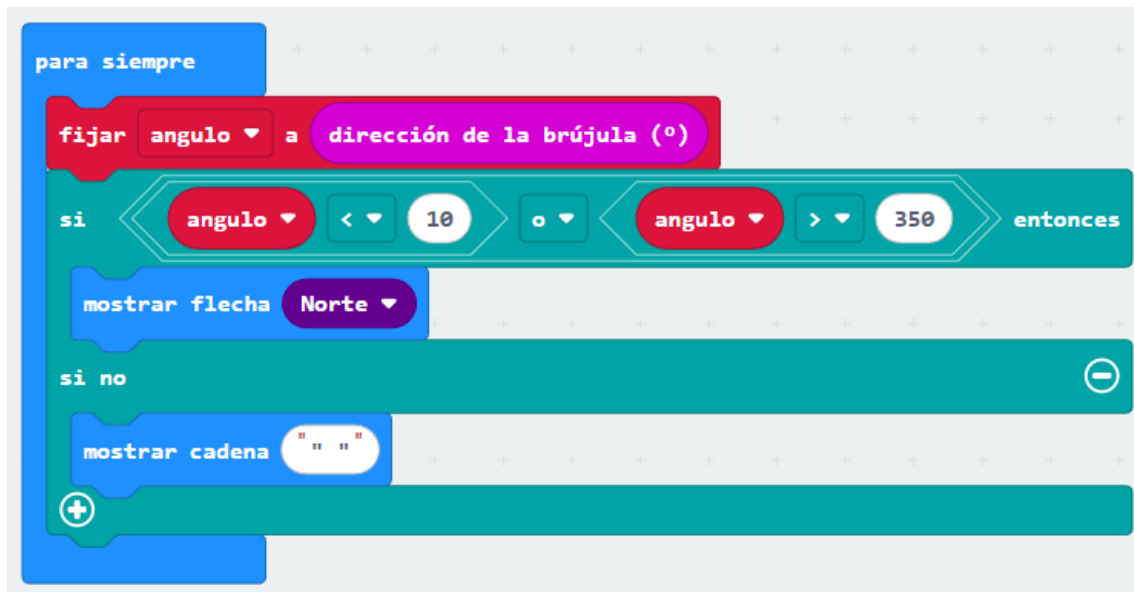 para siempre
fijar angulo a dirección de la brújula (º)
si angulo < 10 o angulo > 350 entonces
mostrar flecha Norte
si no
mostrar cadena "" ""